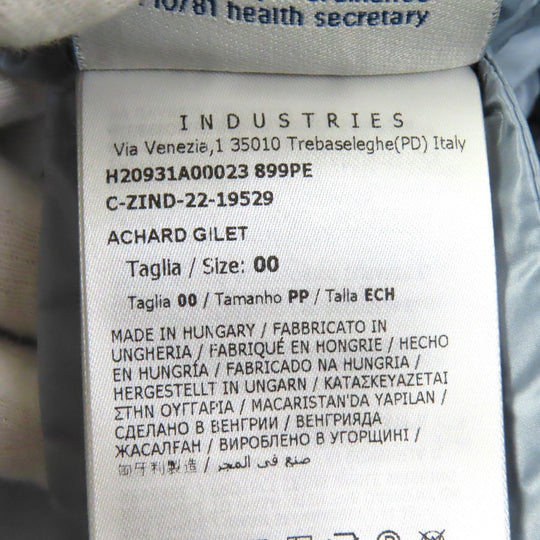 10/81 health secretary
INDUSTRIES
Via Venezia,1 35010 Trebaseleghe(PD) Italy
H20931A00023 899PE
C-ZIND-22-19529
ACHARD GILET
Taglia / Size: 00
Taglia 00 / Tamanho PP / Talla ECH
MADE IN HUNGARY / FABBRICATO IN
UNGHERIA / FABRIQUÉ EN HONGRIE / HECHO
EN HUNGRÍA / FABRICADO NA HUNGRIA /
HERGESTELLT IN UNGARN / ΚΑΤΑΣΚΕΥΑΖΕΤΑΙ
ΣΤΗΝ ΟΥΓΓΑΡΙΑ / MACARISTAN'DA YAPILAN /
СДЕЛАНО В ВЕНГРИИ / ВЕНГРИЯДА
ЖАСАЛҒАН / ВИРОБЛЕНО В УГОРЩИНІ /
匈牙利製造 / صنع في المجر /